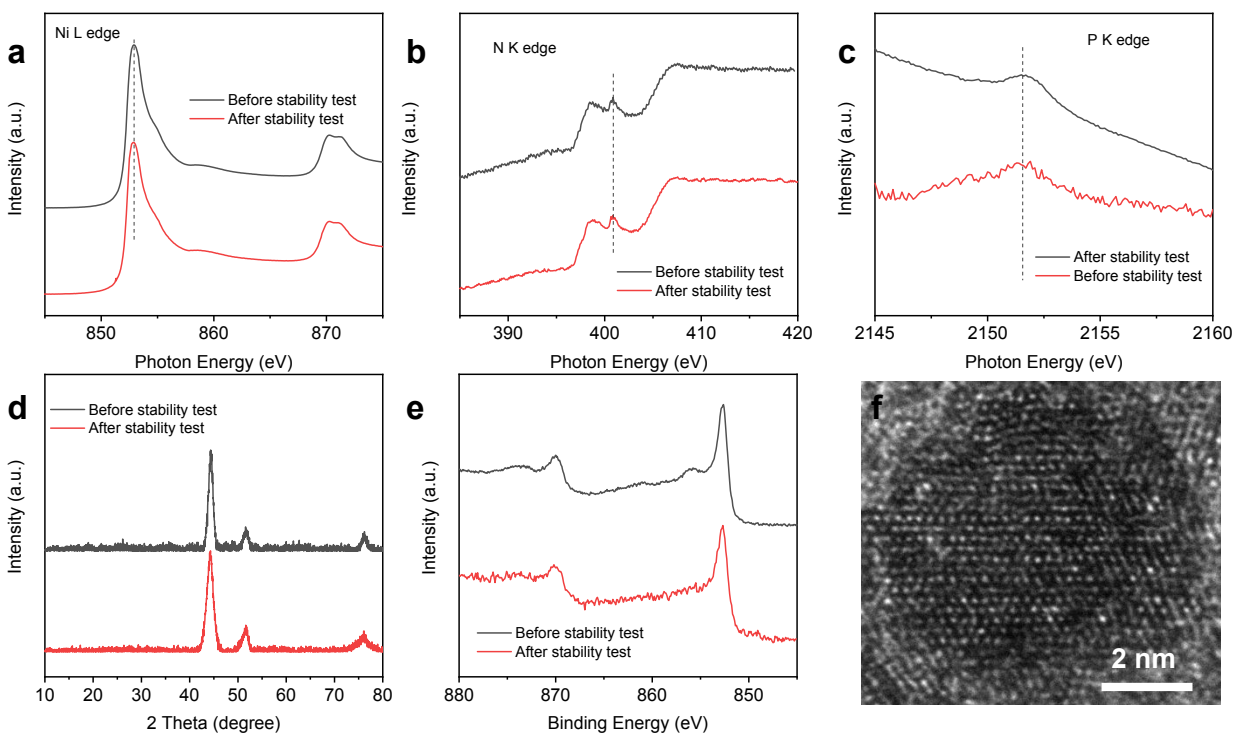 a
Ni L edge
Before stability test
After stability test
Intensity (a.u.)
850
860
870
Photon Energy (eV)
b
N K edge
Before stability test
After stability test
Intensity (a.u.)
390
400
410
420
Photon Energy (eV)
c
P K edge
After stability test
Before stability test
Intensity (a.u.)
2145
2150
2155
2160
Photon Energy (eV)
d
Before stability test
After stability test
Intensity (a.u.)
10
20
30
40
50
60
70
80
2 Theta (degree)
e
Before stability test
After stability test
Intensity (a.u.)
880
870
860
850
Binding Energy (eV)
f
2 nm